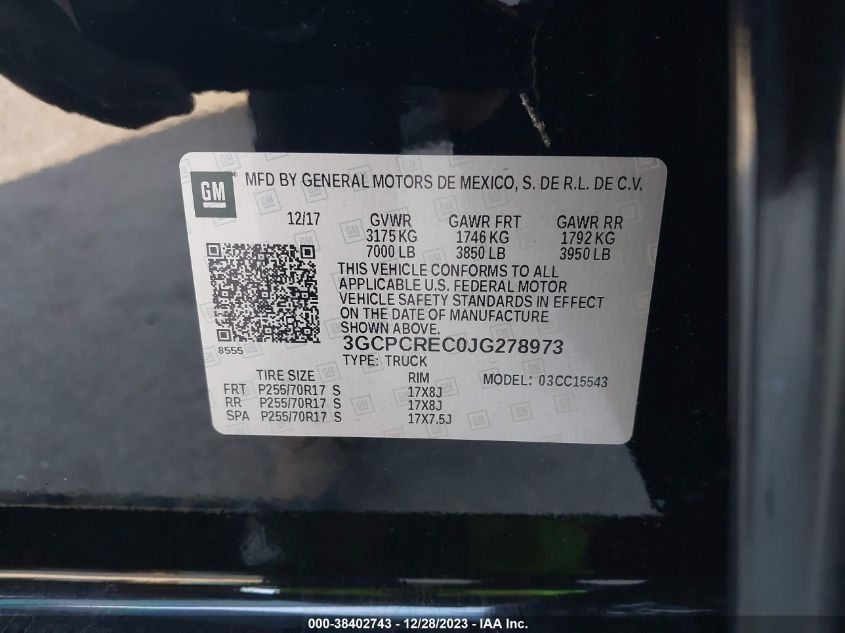 GM ® MFD BY GENERAL MOTORS DE MEXICO, S. DE R.L. DE C.V.
12/17 GVWR GAWR FRT GAWR RR
3175 KG 1746 KG 1792 KG
7000 LB 3850 LB 3950 LB
THIS VEHICLE CONFORMS TO ALL
APPLICABLE U.S. FEDERAL MOTOR
VEHICLE SAFETY STANDARDS IN EFFECT
ON THE DATE OF MANUFACTURE
SHOWN ABOVE.
8555
3GCPCREC0JG278973
TYPE: TRUCK
TIRE SIZE RIM MODEL: 03CC15543
FRT P255/70R17 S 17X8J
RR P255/70R17 S 17X8J
SPA P255/70R17 S 17X7.5J
000-38402743 - 12/28/2023 - IAA Inc.